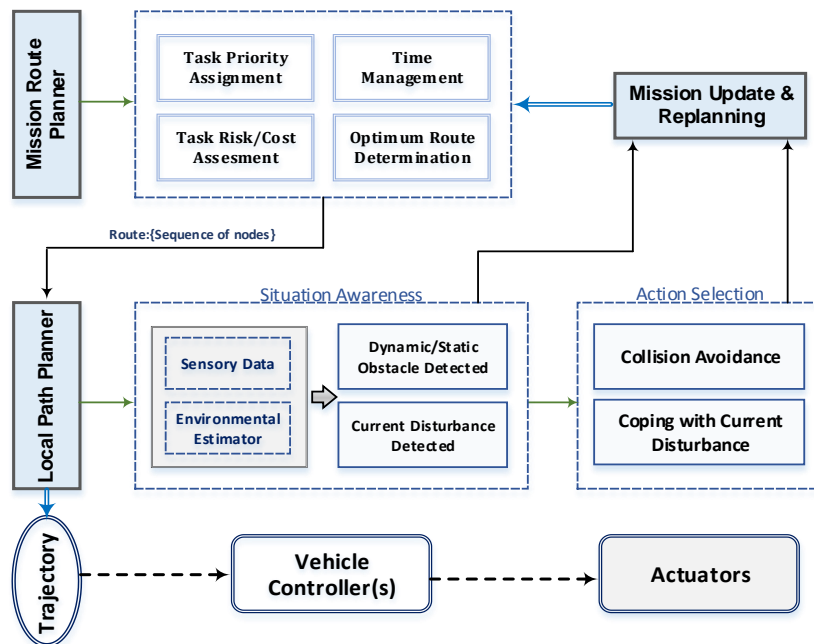 Mission Route
Planner
Task Priority
Assignment
Time
Management
Task Risk/Cost
Assesment
Optimum Route
Determination
Mission Update &
Replanning
Route:{Sequence of nodes}
Local Path Planner
Situation Awareness
Sensory Data
Environmental
Estimator
Dynamic/Static
Obstacle Detected
Current Disturbance
Detected
Action Selection
Collision Avoidance
Coping with Current
Disturbance
Trajectory
Vehicle
Controller(s)
Actuators